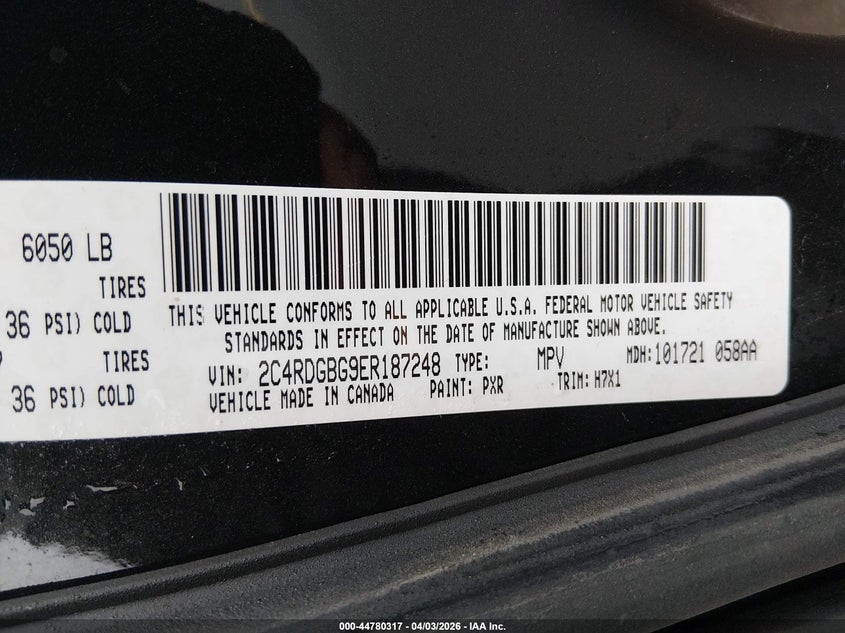 6050 LB
TIRES
36 PSI) COLD
TIRES
36 PSI) COLD
THIS VEHICLE CONFORMS TO ALL APPLICABLE U.S.A. FEDERAL MOTOR VEHICLE SAFETY
STANDARDS IN EFFECT ON THE DATE OF MANUFACTURE SHOWN ABOVE.
VIN: 2C4RDGBG9ER187248 TYPE: MPV MDH:101721 058AA
VEHICLE MADE IN CANADA PAINT: PXR TRIM: H7X1
000-44780317 - 04/03/2026 - IAA Inc.